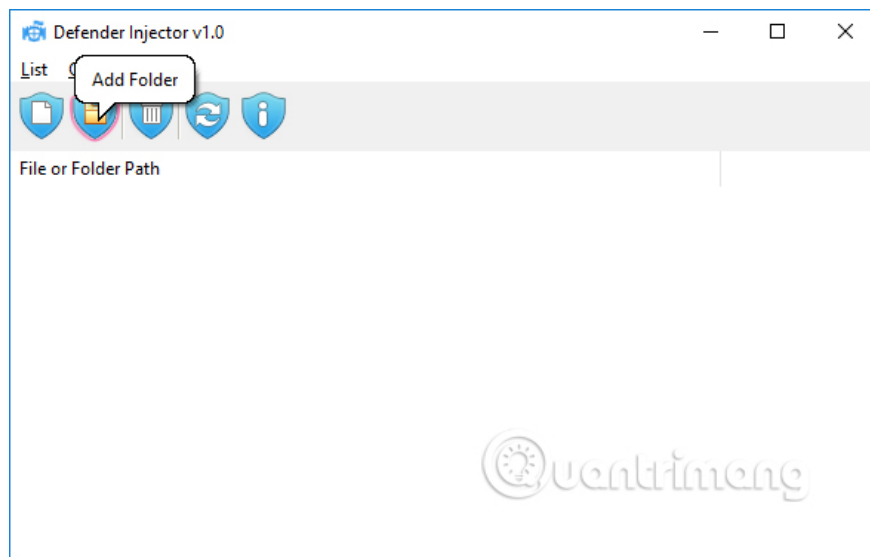 Defender Injector v1.0
List
Add Folder
File or Folder Path
Quantrimang